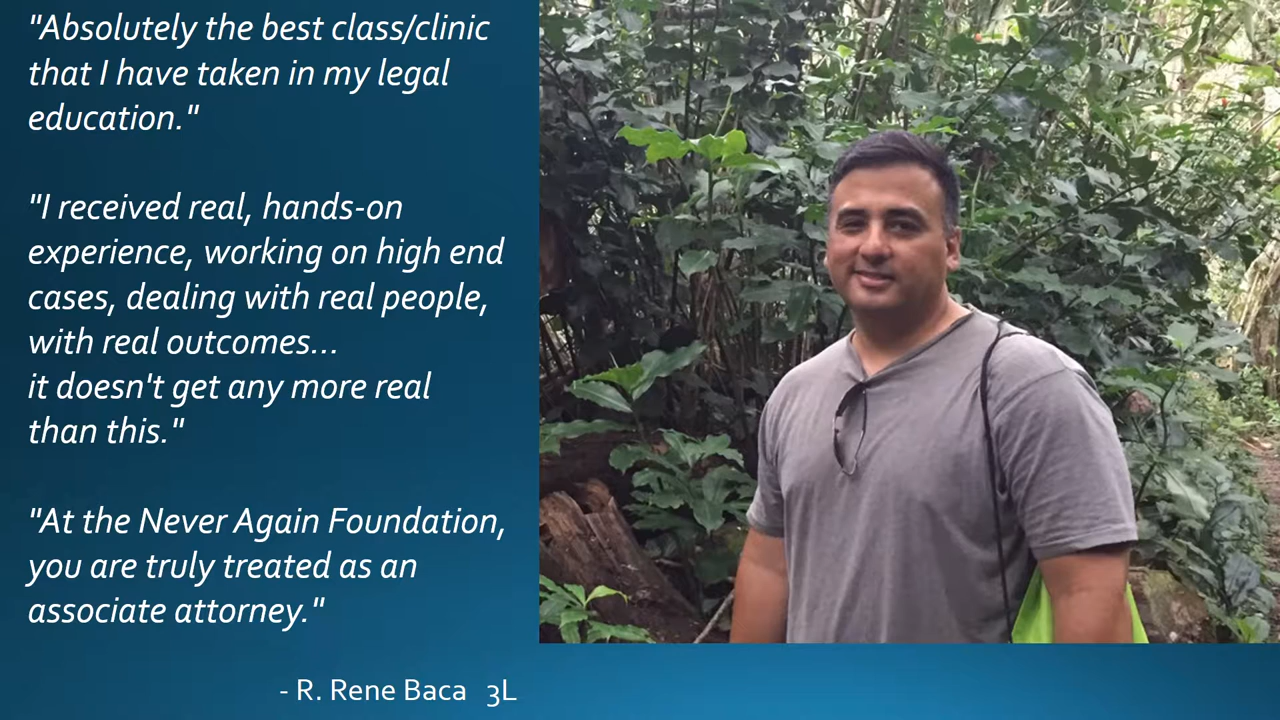 "Absolutely the best class/clinic
that I have taken in my legal
education."
"I received real, hands-on
experience, working on high end
cases, dealing with real people,
with real outcomes...
it doesn't get any more real
than this."
"At the Never Again Foundation,
you are truly treated as an
associate attorney."
- R. Rene Baca 3L